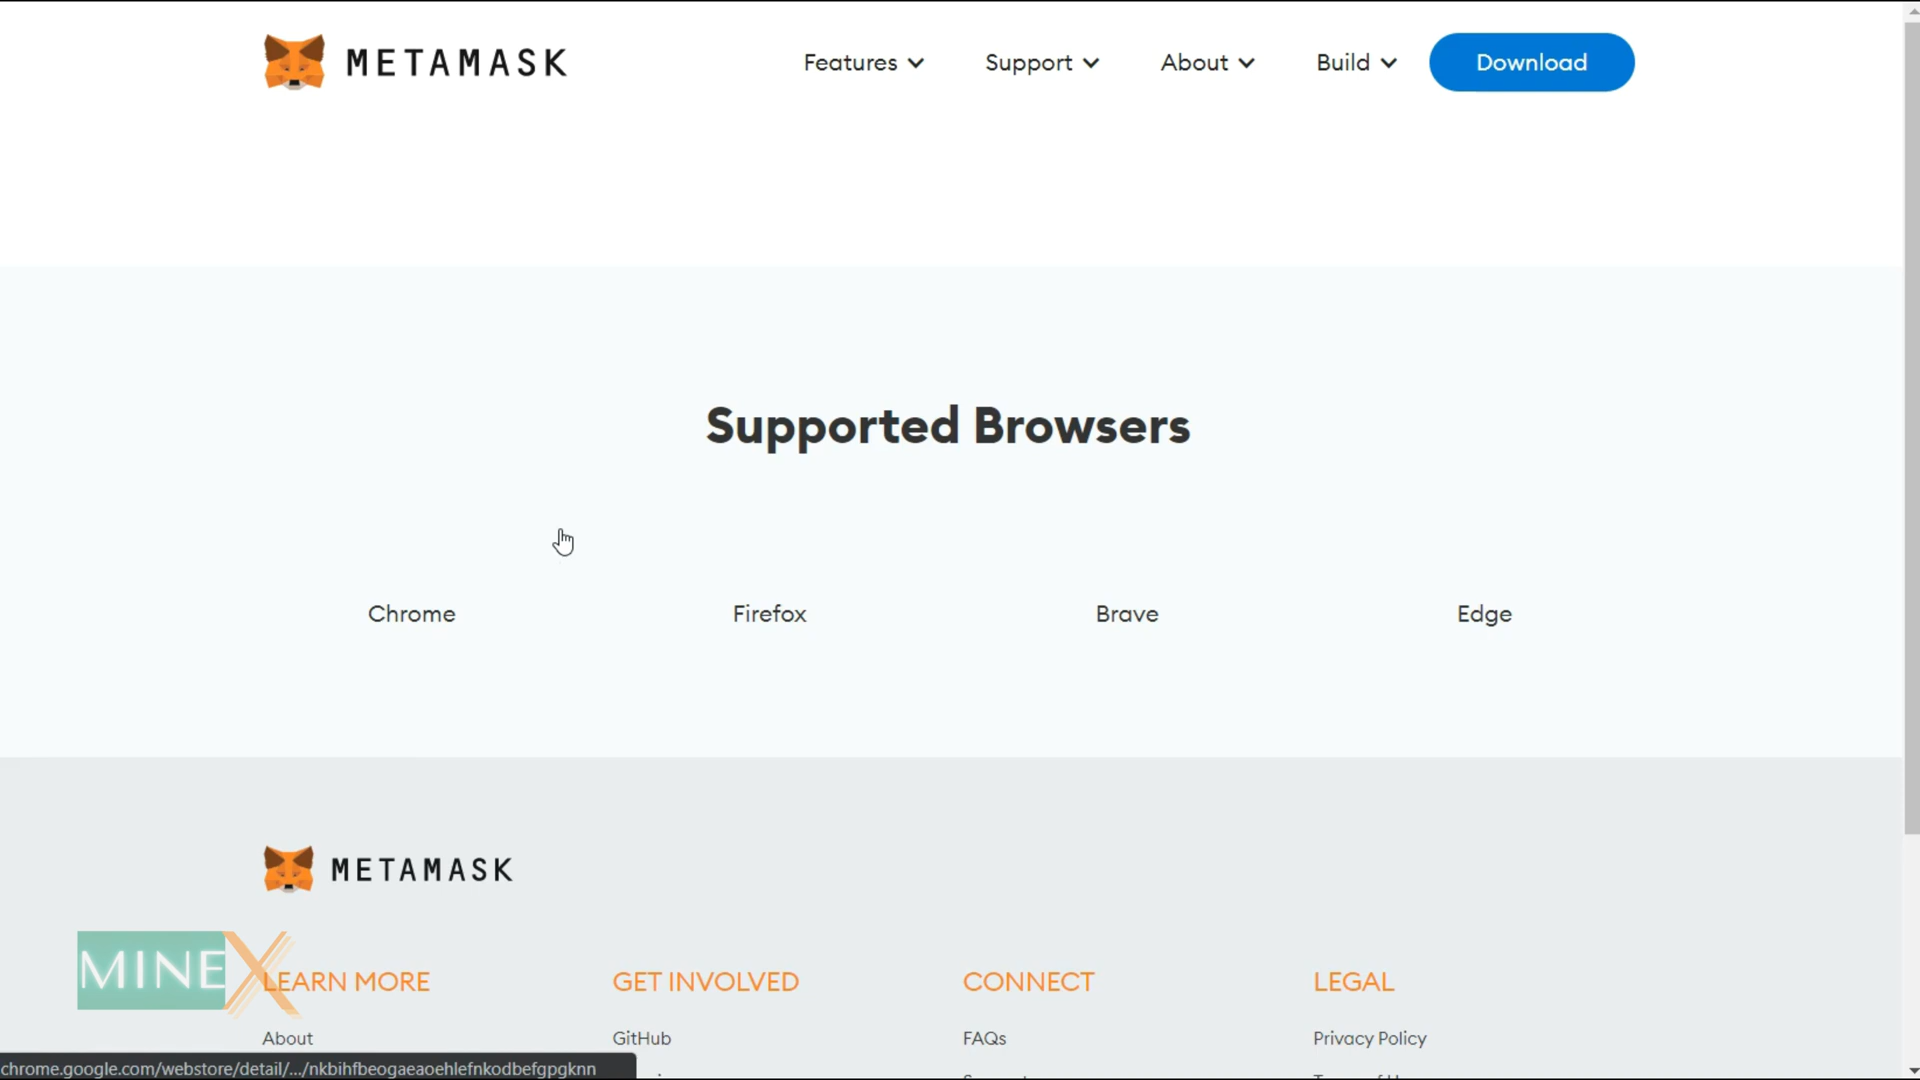 METAMASK
Features
Support
About
Build
Download
Supported Browsers
Chrome
Firefox
Brave
Edge
METAMASK
MINEX
LEARN MORE
GET INVOLVED
CONNECT
LEGAL
About
GitHub
FAQs
Privacy Policy
chrome.google.com/webstore/detail/.../nkbihfbeogaeaoehlefnkodbefgpgknn